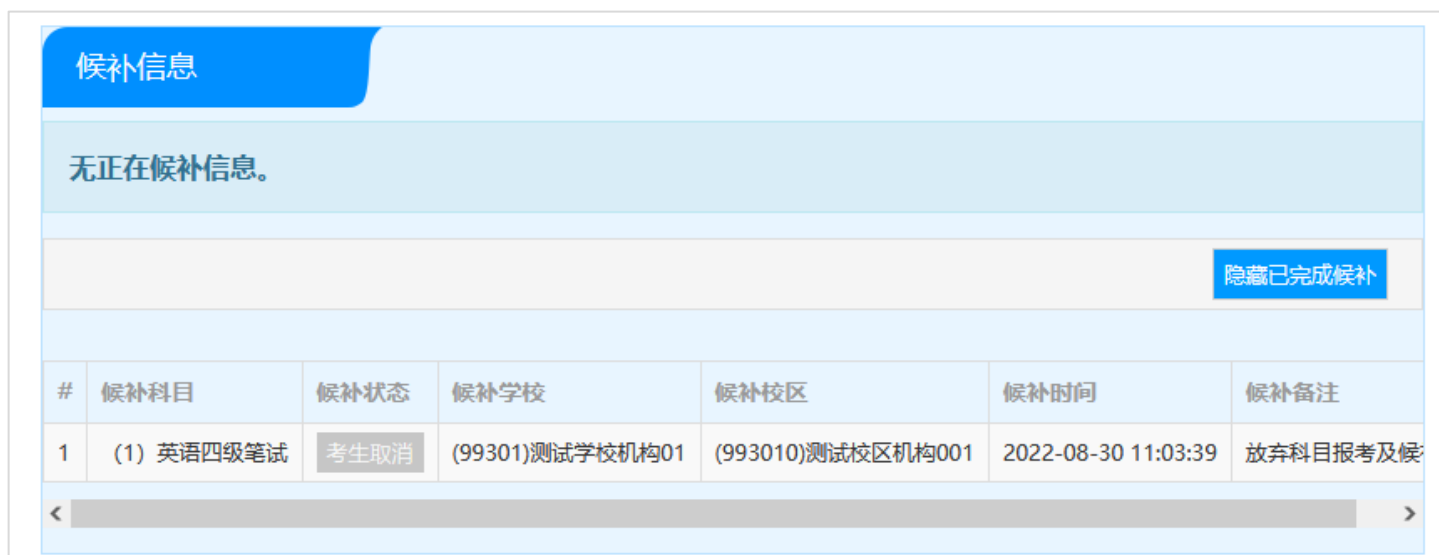 候补信息
无正在候补信息。
隐藏已完成候补
# 候补科目 候补状态 候补学校 候补校区 候补时间 候补备注
1 (1) 英语四级笔试 考生取消 (99301)测试学校机构01 (993010)测试校区机构001 2022-08-30 11:03:39 放弃科目报考及候